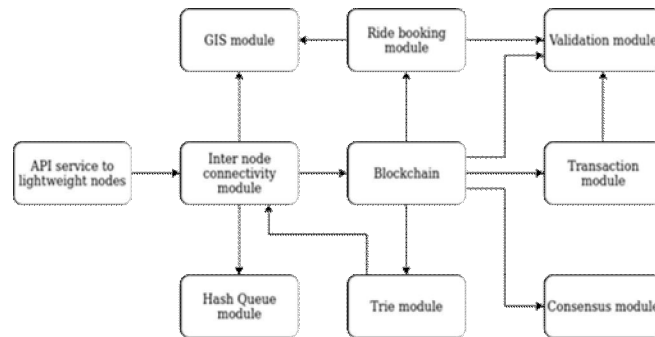 GIS module
Ride booking
module
Validation module
API service to
lightweight nodes
Inter node
connectivity
module
Blockchain
Transaction
module
Hash Queue
module
Trie module
Consensus module